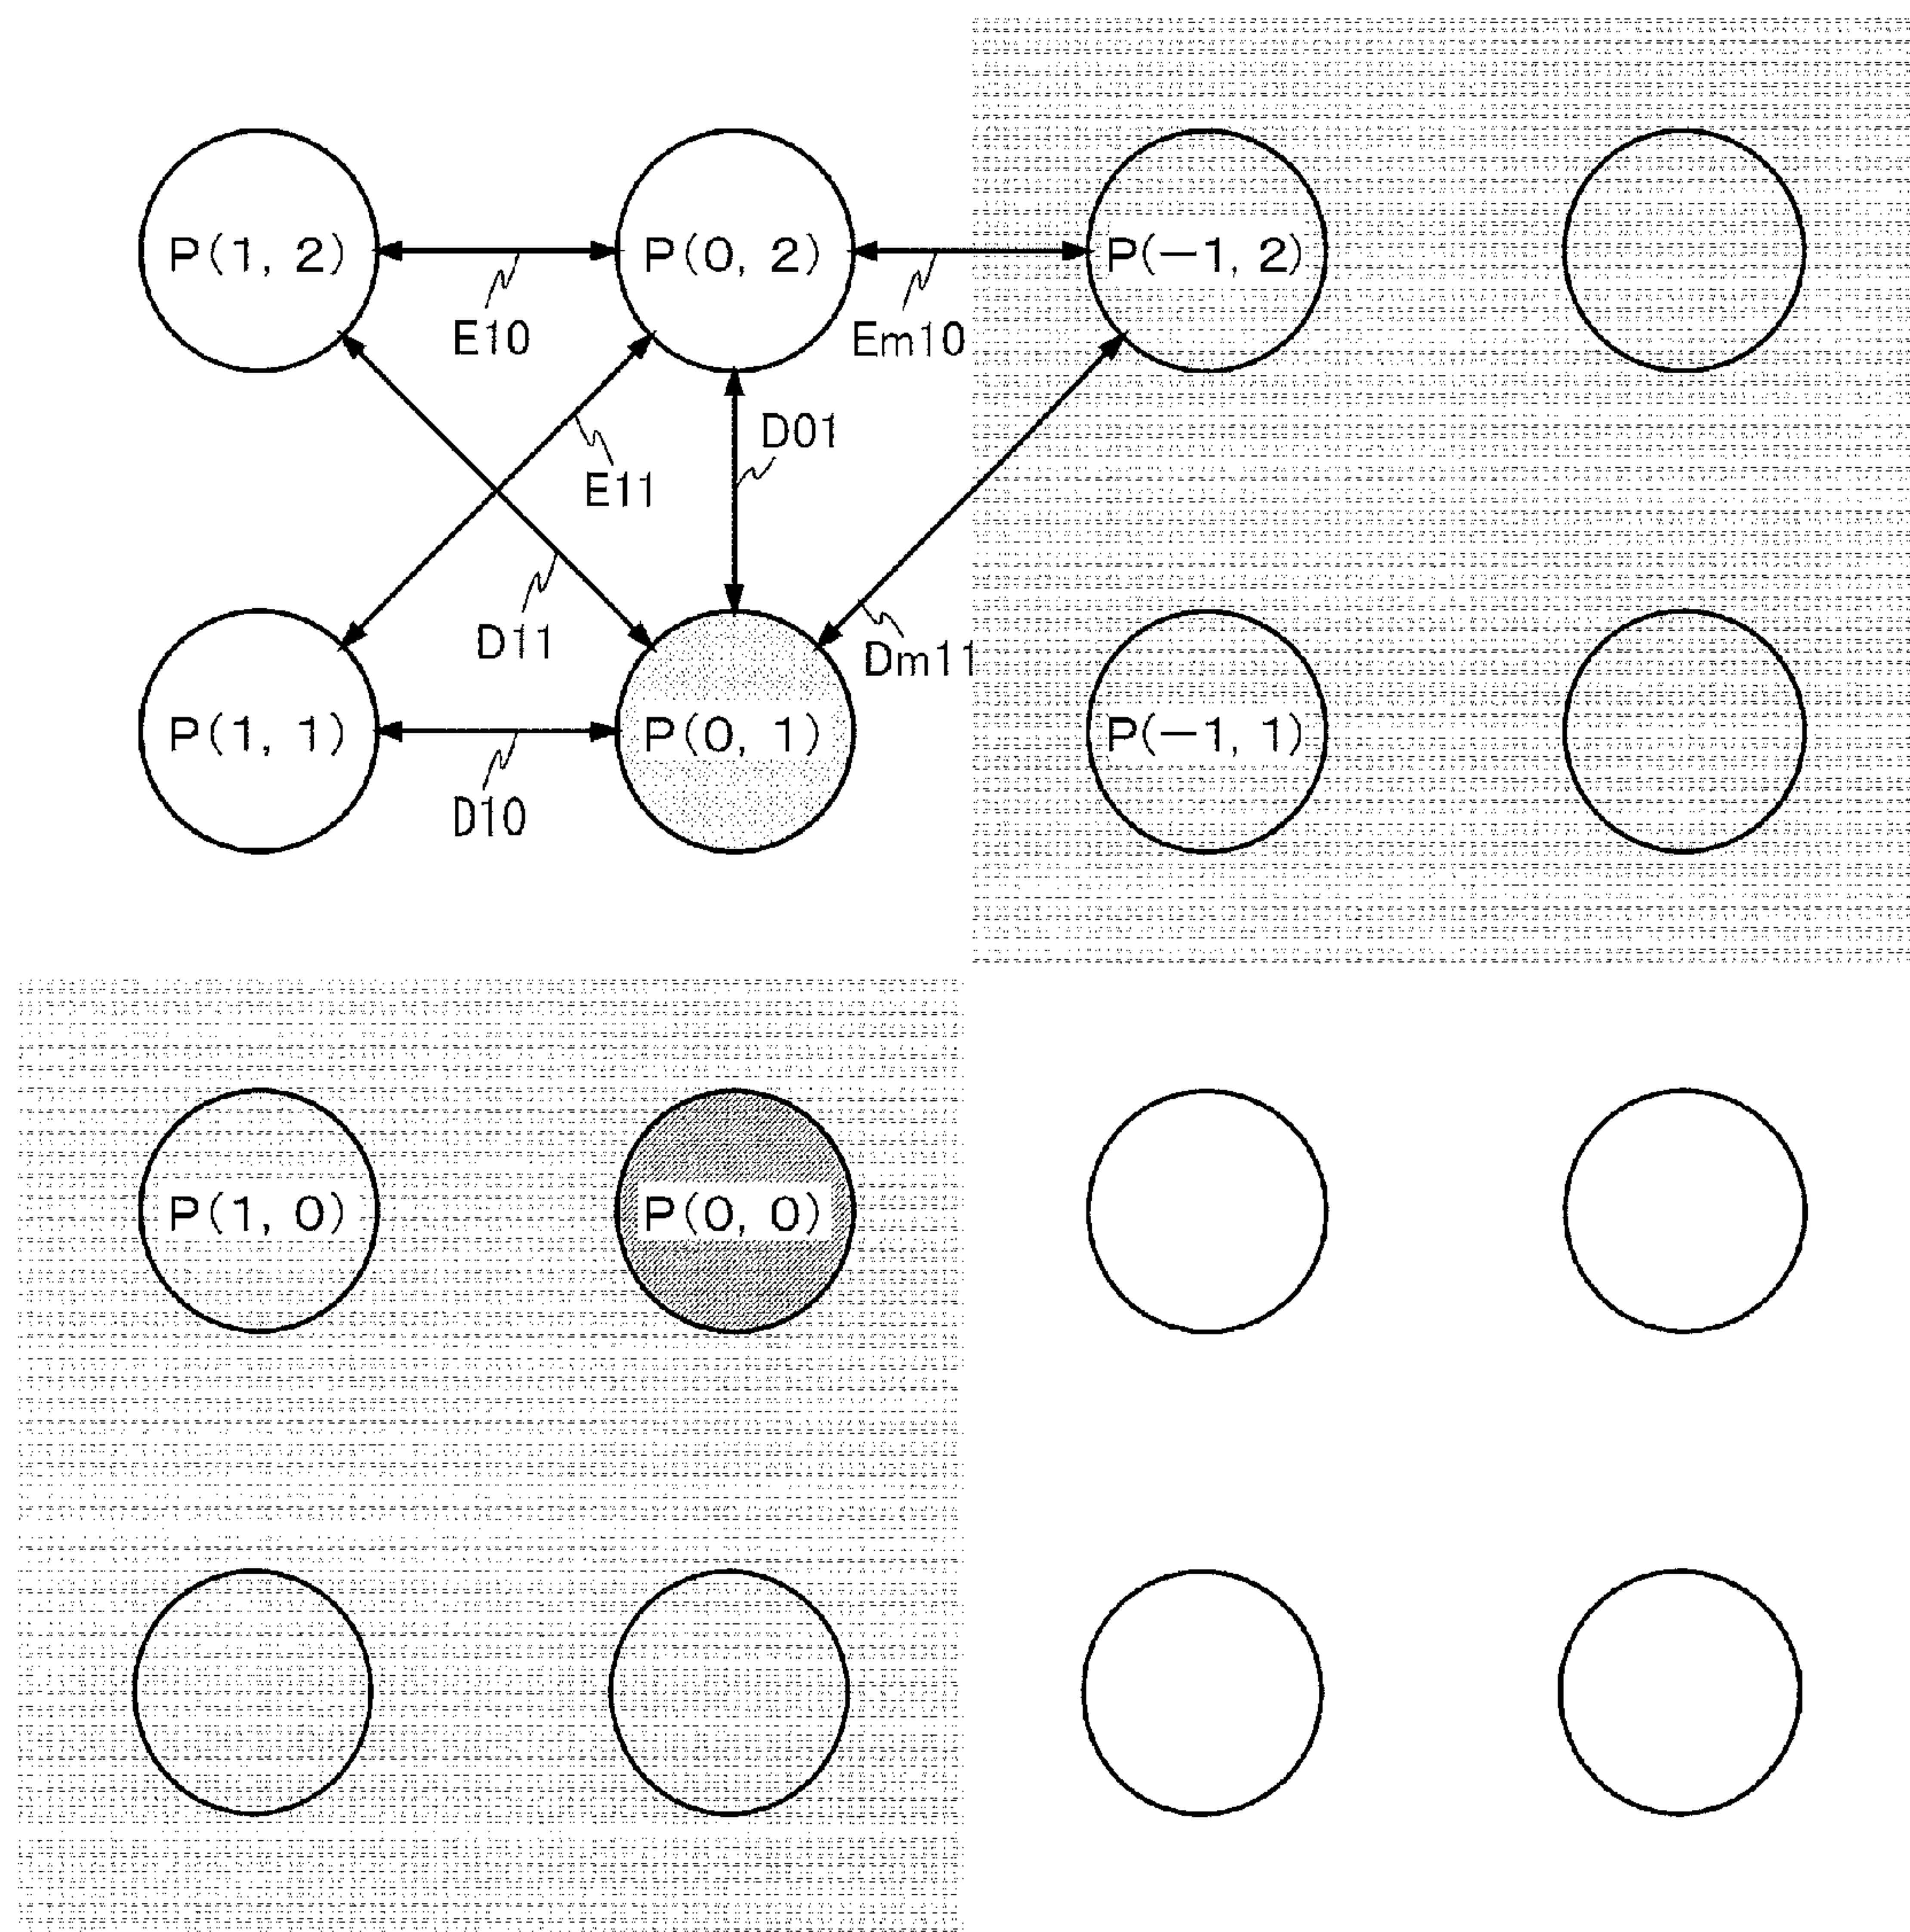 P(1, 2)
P(0, 2)
P(−1, 2)
E10
Em10
D01
E11
D11
Dm11
P(1, 1)
P(0, 1)
P(−1, 1)
D10
P(1, 0)
P(0, 0)